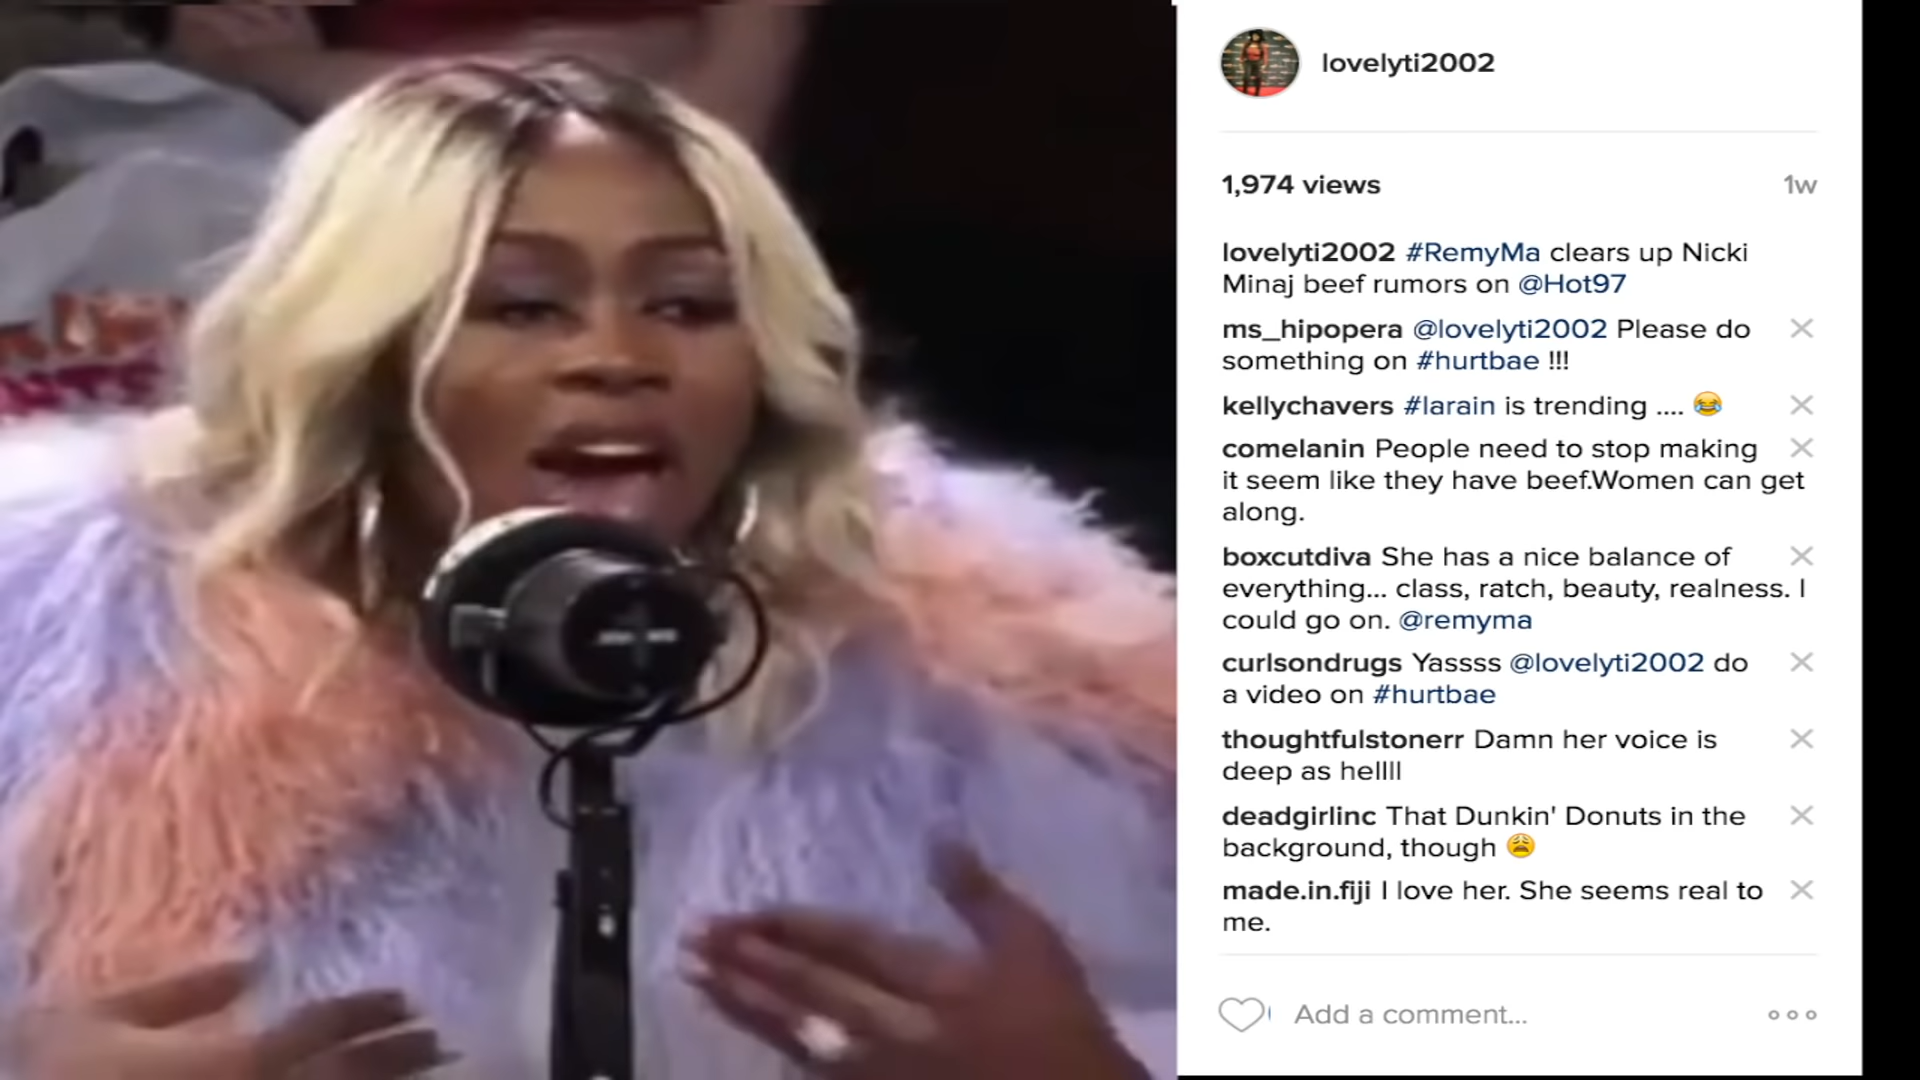 lovelyti2002
1,974 views 1w
lovelyti2002 #RemyMa clears up Nicki
Minaj beef rumors on @Hot97
ms_hipopera @lovelyti2002 Please do
something on #hurtbae !!!
kellychavers #larain is trending .... 😂
comelanin People need to stop making
it seem like they have beef.Women can get
along.
boxcutdiva She has a nice balance of
everything... class, ratch, beauty, realness. I
could go on. @remyma
curlsondrugs Yassss @lovelyti2002 do
a video on #hurtbae
thoughtfulstonerr Damn her voice is
deep as hellll
deadgirlinc That Dunkin' Donuts in the
background, though 😩
made.in.fiji I love her. She seems real to
me.
Add a comment...